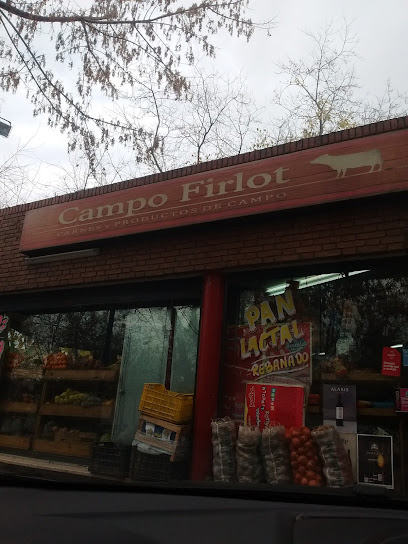 Campo Firlot
CARNES Y PRODUCTOS DE CAMPO
PAN
LACTAL
REBANADO
ALARIS